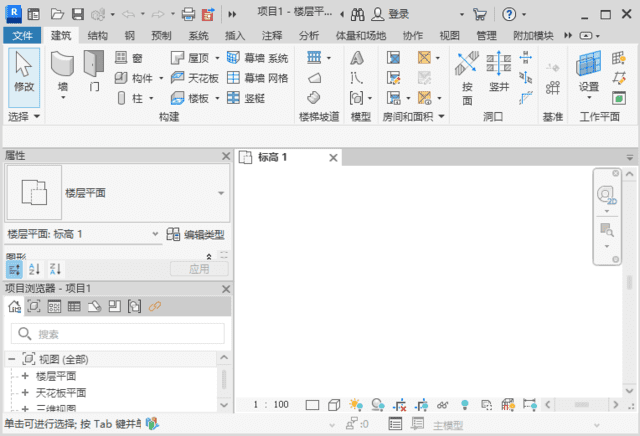 R 项目1 - 楼层平... 登录
文件 建筑 结构 钢 预制 系统 插入 注释 分析 体量和场地 协作 视图 管理 附加模块
修改 墙 门 窗 屋顶 幕墙 系统
构件 天花板 幕墙 网格
柱 楼板 竖梃
按面 竖井 设置
选择 构建 楼梯坡道 模型 房间和面积 洞口 基准 工作平面
属性
标高 1
楼层平面
2D
楼层平面: 标高 1 编辑类型
图形
应用
项目浏览器 - 项目1
搜索
视图 (全部)
楼层平面
天花板平面
三维视图
1 : 100
单击可进行选择; 按 Tab 键并单 :0 主模型